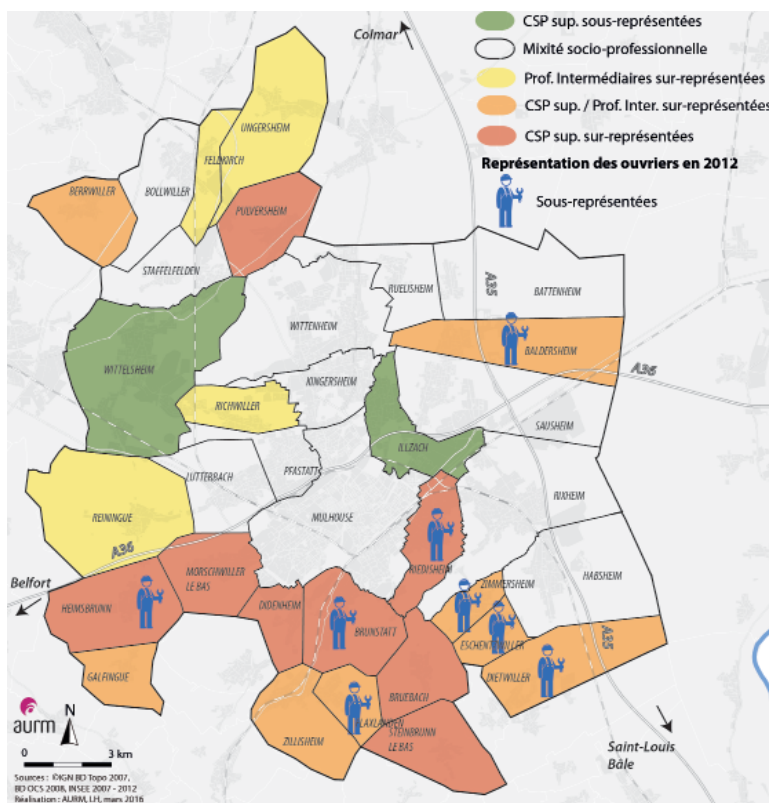 Colmar
CSP sup. sous-représentées
Mixité socio-professionnelle
Prof. Intermédiaires sur-représentées
CSP sup. / Prof. Inter. sur-représentées
CSP sup. sur-représentées
Représentation des ouvriers en 2012
Sous-représentées
UNGERSHEIM
FELDKIRCH
BERRWILLER
BOLLWILLER
PULVERSHEIM
STAFFELFELDEN
RUELISHEIM
A35
BATTENHEIM
WITTENHEIM
BALDERSHEIM
WITTELSHEIM
KINGERSHEIM
A36
RICHWILLER
SAUSHEIM
ILLZACH
LUTTERBACH
PFASTATT
RIXHEIM
REININGUE
MULHOUSE
A36
RIEDISHEIM
HABSHEIM
ZIMMERSHEIM
Belfort
MORSCHWILLER
LE BAS
HEIMSBRUNN
DIDENHEIM
BRUNSTATT
A35
GALFINGUE
DIETWILLER
BRUEBACH
ZILLISHEIM
STEINBRUNN
LE BAS
aurm
N
0 3 km
Saint-Louis
Bâle
Sources : ©IGN BD Topo 2007,
BD OCS 2008, INSEE 2007 - 2012
Réalisation : AURM, LH, mars 2016